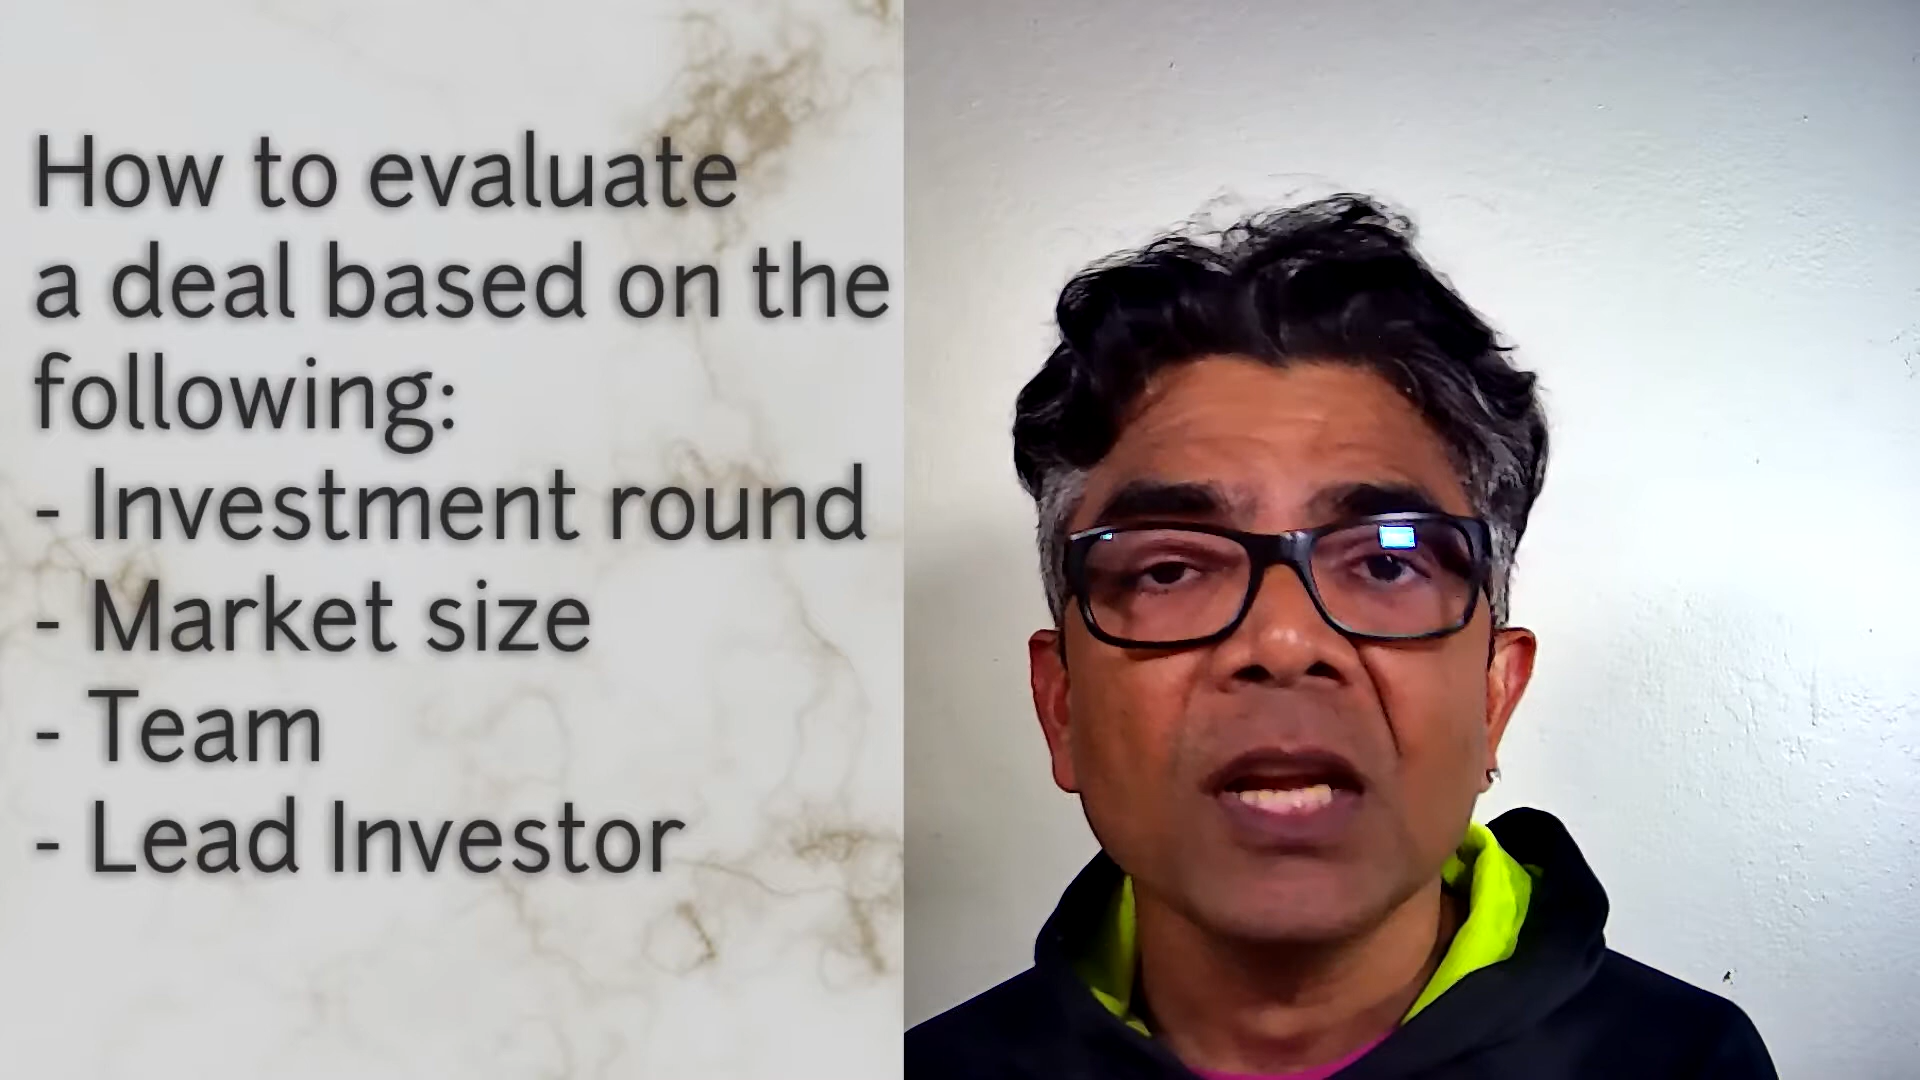 How to evaluate
a deal based on the
following:
- Investment round
- Market size
- Team
- Lead Investor